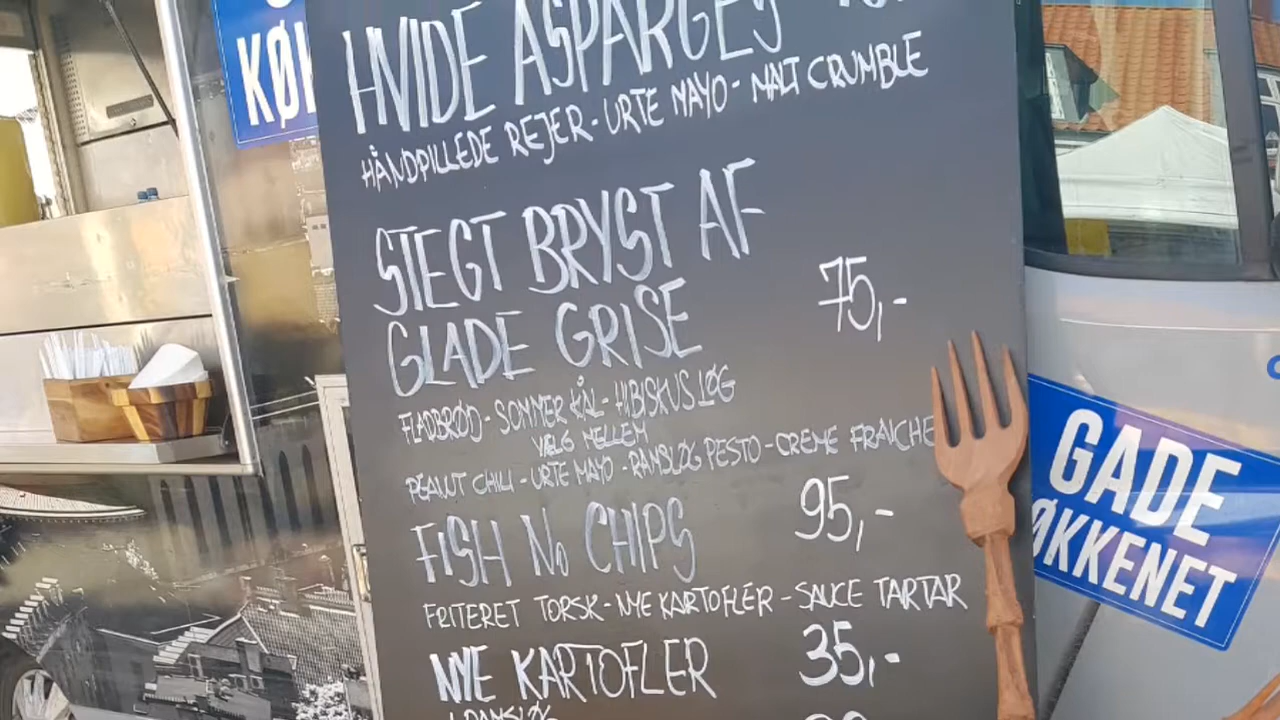 HVIDE ASPARGES
HÅNDPILLEDE REJER - URTE MAYO - MALT CRUMBLE
STEGT BRYST AF
GLADE GRISE 75,-
FLADBRØD - SOMMER KÅL - HIBISKUS LØG
VÆLG MELLEM
PEANUT CHILI - URTE MAYO - RAMSLØG PESTO - CREME FRAICHE
FISH No CHIPS 95,-
FRITERET TORSK - NYE KARTOFLER - SAUCE TARTAR
NYE KARTOFLER 35,-
GADE
ØKKENET